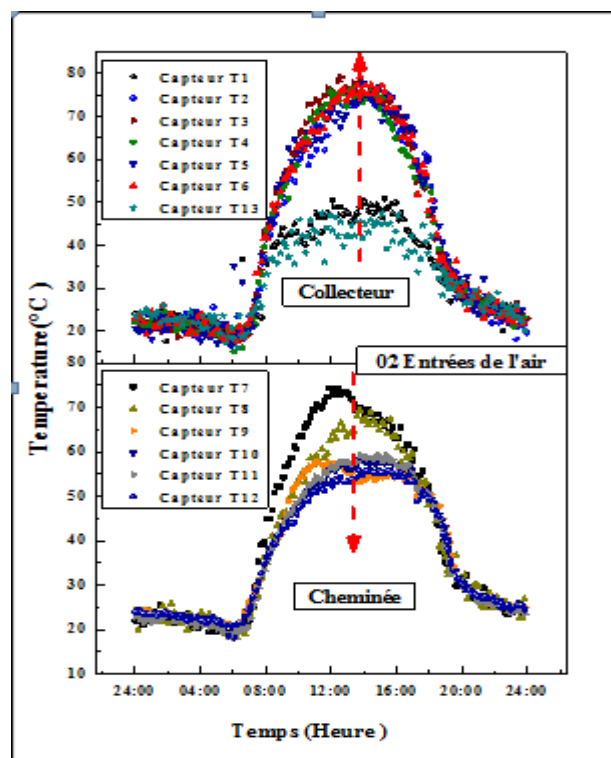 80
70
60
50
40
30
20
Capteur T1
Capteur T2
Capteur T3
Capteur T4
Capteur T5
Capteur T6
Capteur T13
Collecteur
Temperature(°C)
02 Entrées de l'air
80
70
60
50
40
30
20
10
Capteur T7
Capteur T8
Capteur T9
Capteur T10
Capteur T11
Capteur T12
Cheminée
24:00 04:00 08:00 12:00 16:00 20:00 24:00
Temps (Heure )